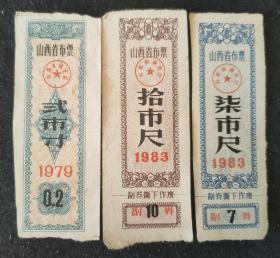 山西省布票
贰市寸
1979
0.2
山西省布票
拾市尺
1983
副券撕下作废
副 10 券
山西省布票
柒市尺
1983
副券撕下作废
副 7 券